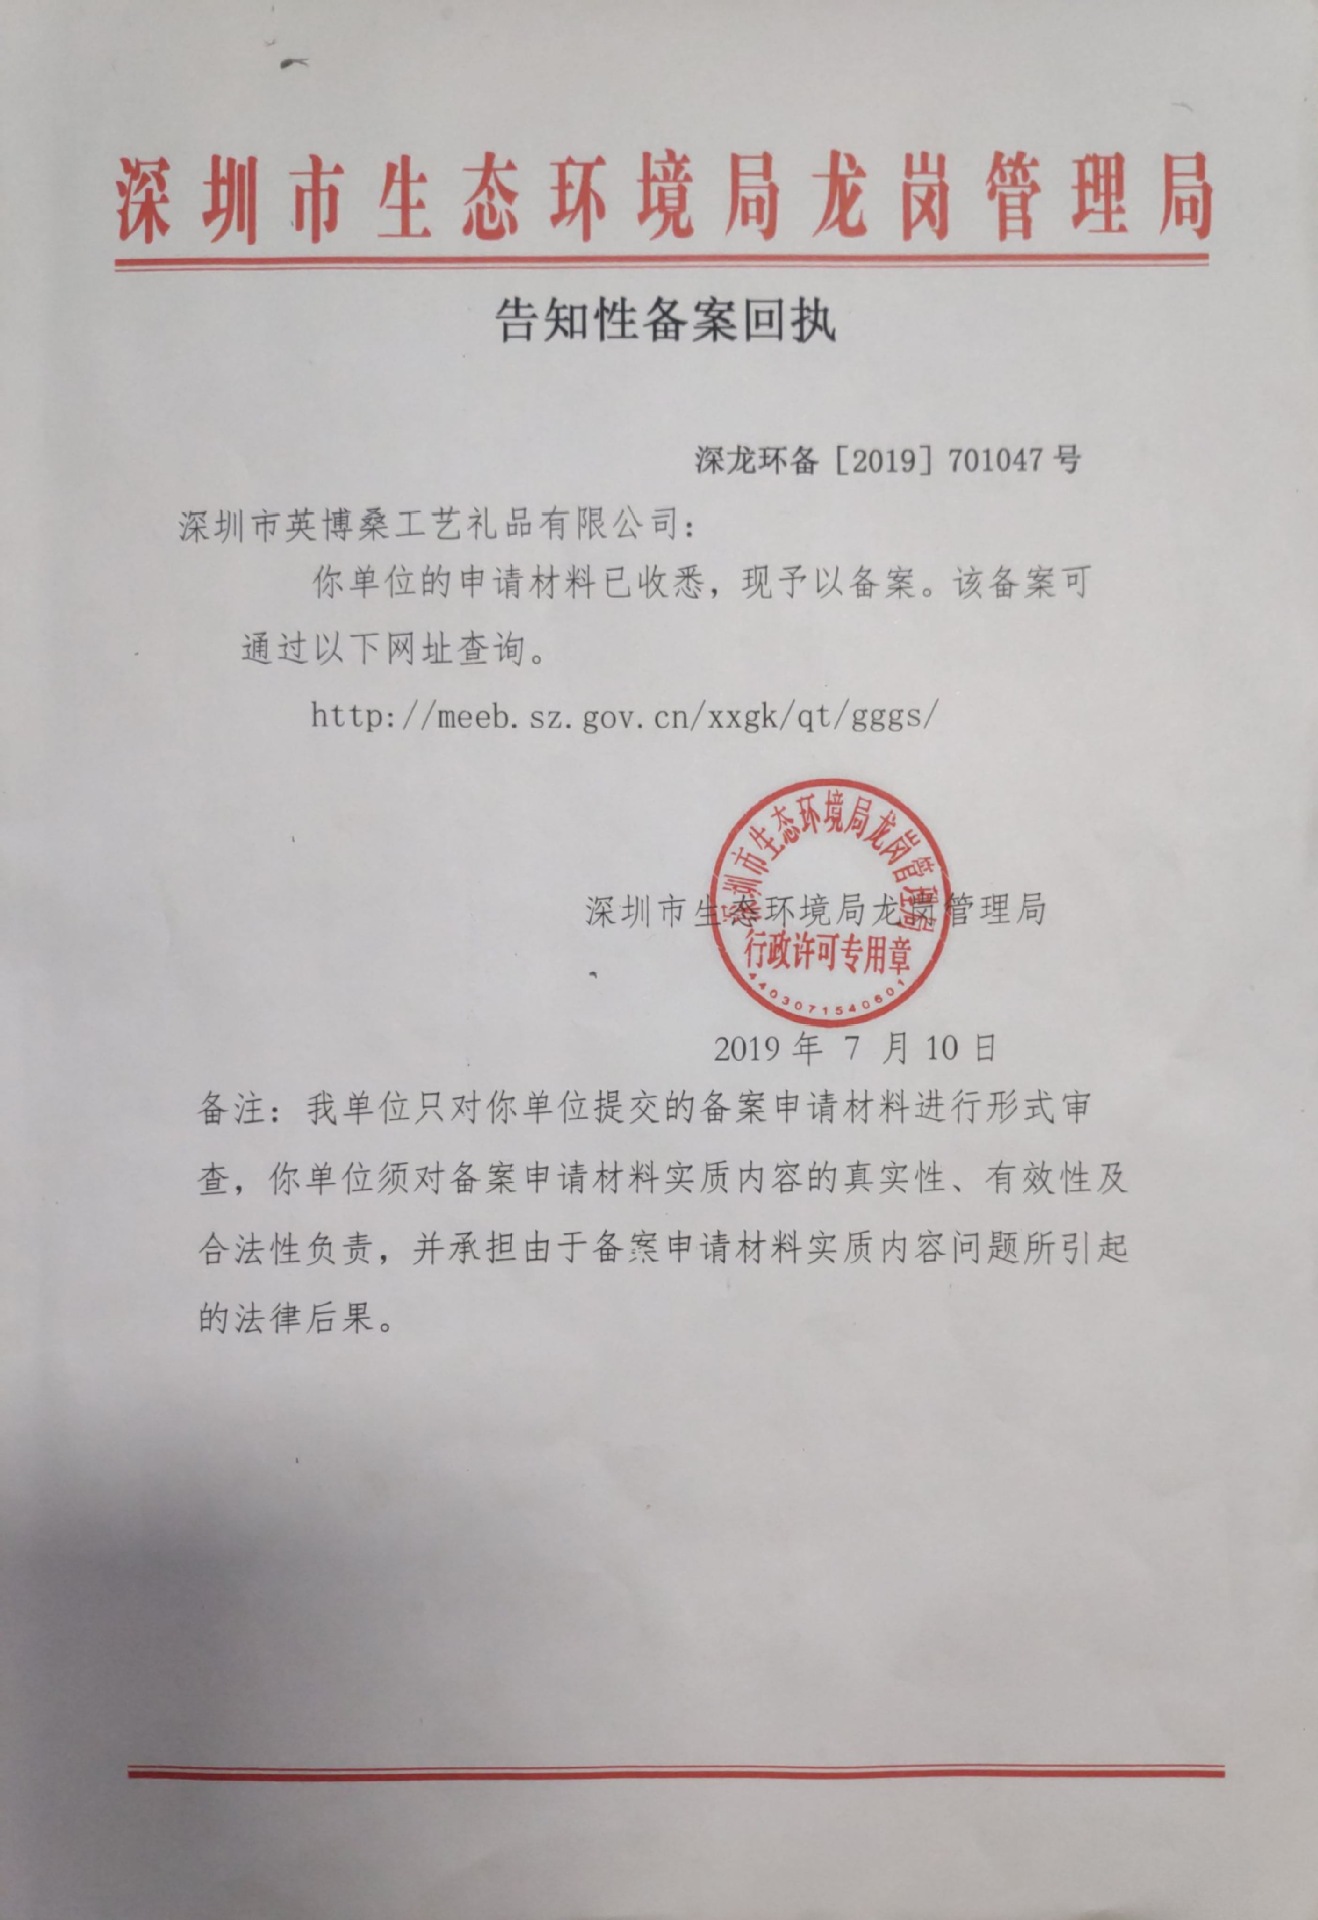 深圳市生态环境局龙岗管理局
告知性备案回执
深龙环备［2019］701047号
深圳市英博桑工艺礼品有限公司：
你单位的申请材料已收悉，现予以备案。该备案可
通过以下网址查询。
http://meeb.sz.gov.cn/xxgk/qt/gggs/
深圳市生态环境局龙岗管理局
深圳市生态环境局龙岗管理局
行政许可专用章
4403071540601
2019年 7 月10日
备注：我单位只对你单位提交的备案申请材料进行形式审
查，你单位须对备案申请材料实质内容的真实性、有效性及
合法性负责，并承担由于备案申请材料实质内容问题所引起
的法律后果。